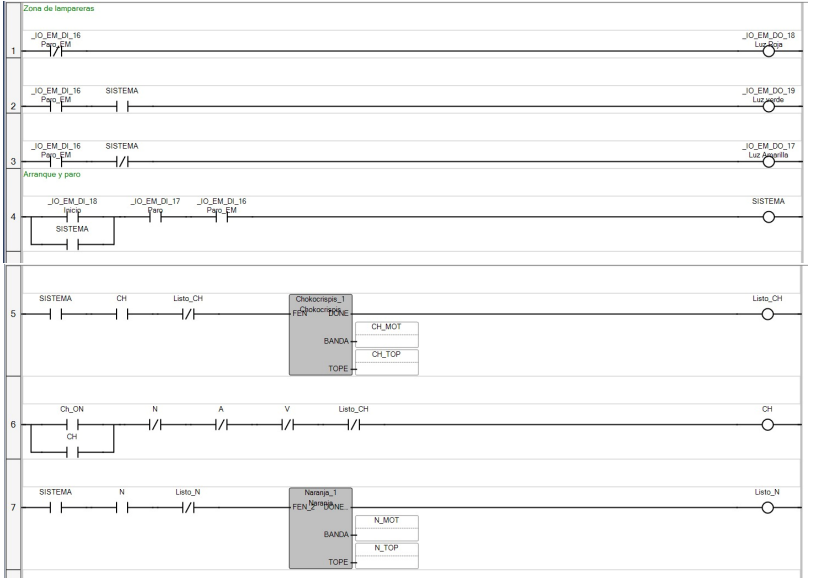 Zona de lampareras
_IO_EM_DI_16
_IO_EM_DO_18
Paro_EM
Luz Roja
1
_IO_EM_DI_16
SISTEMA
_IO_EM_DO_19
Paro_EM
Luz verde
2
_IO_EM_DI_16
SISTEMA
_IO_EM_DO_17
Paro_EM
Luz Amarilla
3
Arranque y paro
_IO_EM_DI_18
_IO_EM_DI_17
_IO_EM_DI_16
SISTEMA
Inicio
Paro
Paro_EM
4
SISTEMA
SISTEMA
CH
Listo_CH
Chokocrispis_1
Listo_CH
Chokocrispis
5
FEN
DONE
CH_MOT
BANDA
CH_TOP
TOPE
Ch_ON
N
A
V
Listo_CH
CH
6
CH
SISTEMA
N
Listo_N
Naranja_1
Listo_N
Naranja
7
FEN_2
DONE_
N_MOT
BANDA
N_TOP
TOPE